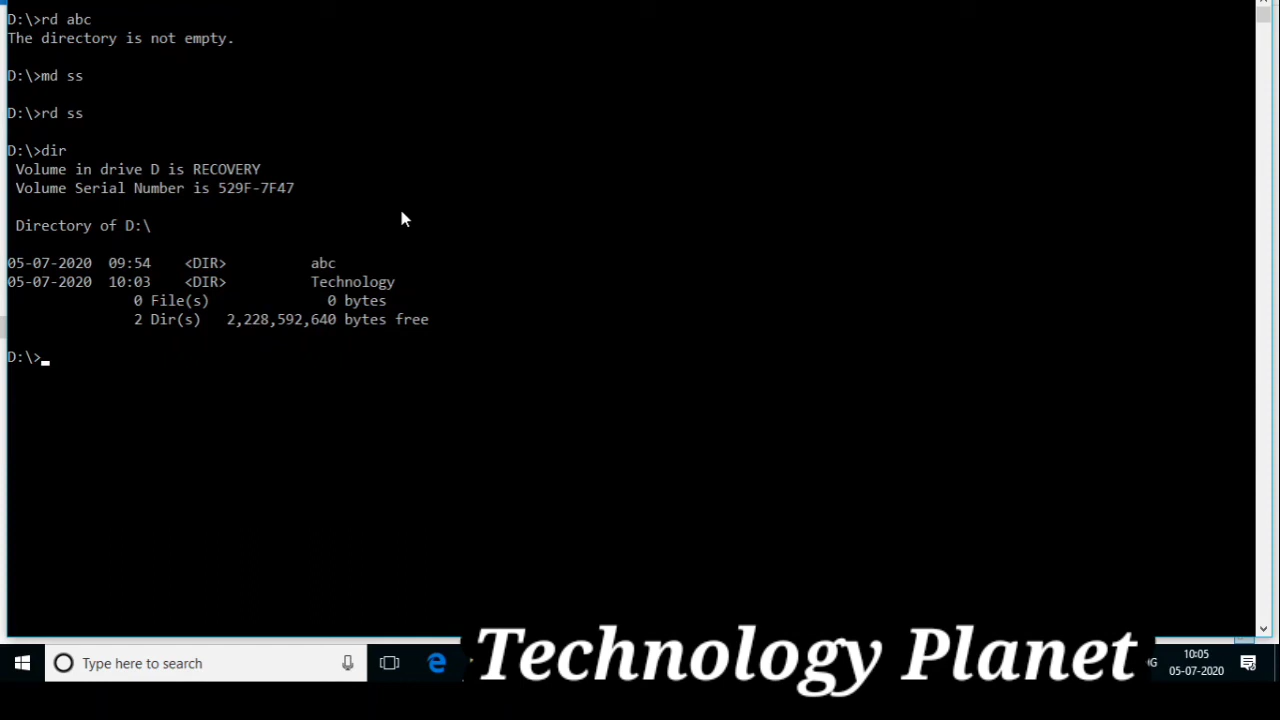 D:\>rd abc
The directory is not empty.
D:\>md ss
D:\>rd ss
D:\>dir
Volume in drive D is RECOVERY
Volume Serial Number is 529F-7F47
Directory of D:\
05-07-2020  09:54    <DIR>          abc
05-07-2020  10:03    <DIR>          Technology
0 File(s)              0 bytes
2 Dir(s)   2,228,592,640 bytes free
D:\>
Type here to search
Technology Planet
10:05
05-07-2020